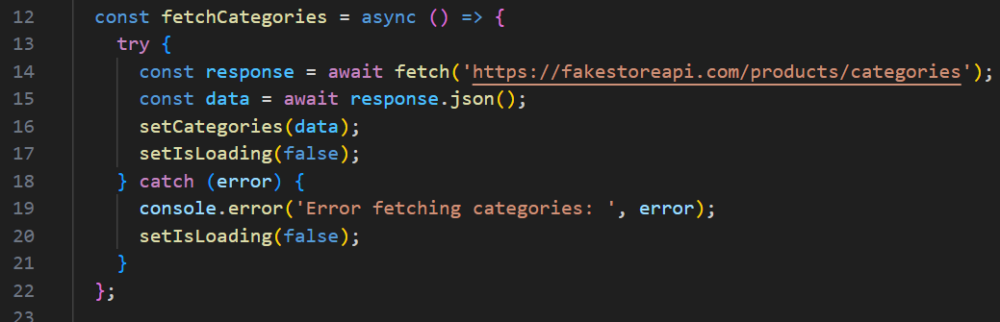 12 const fetchCategories = async () => {
13 try {
14 const response = await fetch('https://fakestoreapi.com/products/categories');
15 const data = await response.json();
16 setCategories(data);
17 setIsLoading(false);
18 } catch (error) {
19 console.error('Error fetching categories: ', error);
20 setIsLoading(false);
21 }
22 };
23